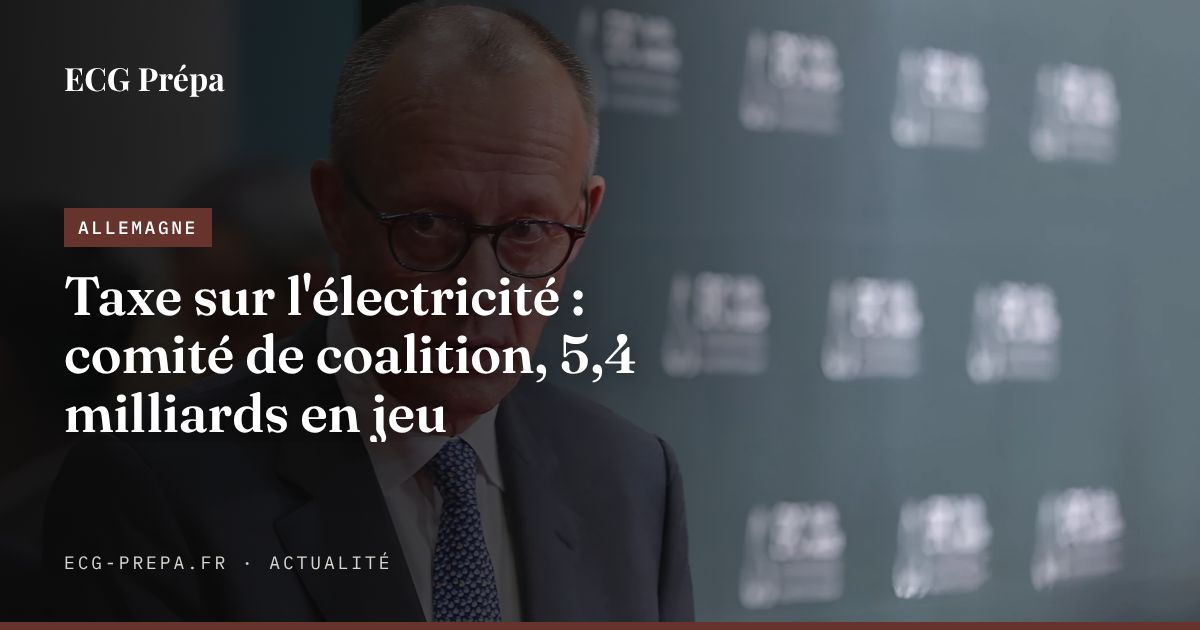 ECG Prépa
ALLEMAGNE
Taxe sur l'électricité :
comité de coalition, 5,4
milliards en jeu
ECG-PREPA.FR · ACTUALITÉ